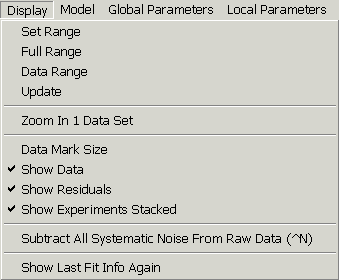 Display Model Global Parameters Local Parameters
Set Range
Full Range
Data Range
Update
Zoom In 1 Data Set
Data Mark Size
Show Data
Show Residuals
Show Experiments Stacked
Subtract All Systematic Noise From Raw Data (^N)
Show Last Fit Info Again